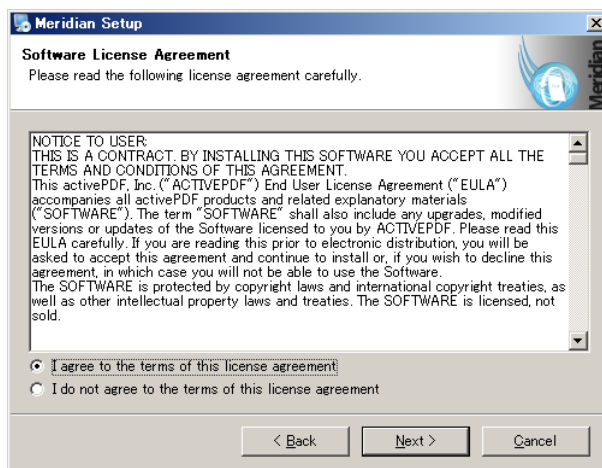 Meridian Setup
Software License Agreement
Please read the following license agreement carefully.
Meridian
NOTICE TO USER:
THIS IS A CONTRACT. BY INSTALLING THIS SOFTWARE YOU ACCEPT ALL THE
TERMS AND CONDITIONS OF THIS AGREEMENT.
This activePDF, Inc. ("ACTIVEPDF") End User License Agreement ("EULA")
accompanies all activePDF products and related explanatory materials
("SOFTWARE"). The term "SOFTWARE" shall also include any upgrades, modified
versions or updates of the Software licensed to you by ACTIVEPDF. Please read this
EULA carefully. If you are reading this prior to electronic distribution, you will be
asked to accept this agreement and continue to install or, if you wish to decline this
agreement, in which case you will not be able to use the Software.
The SOFTWARE is protected by copyright laws and international copyright treaties, as
well as other intellectual property laws and treaties. The SOFTWARE is licensed, not
sold.
I agree to the terms of this license agreement
I do not agree to the terms of this license agreement
< Back
Next >
Cancel